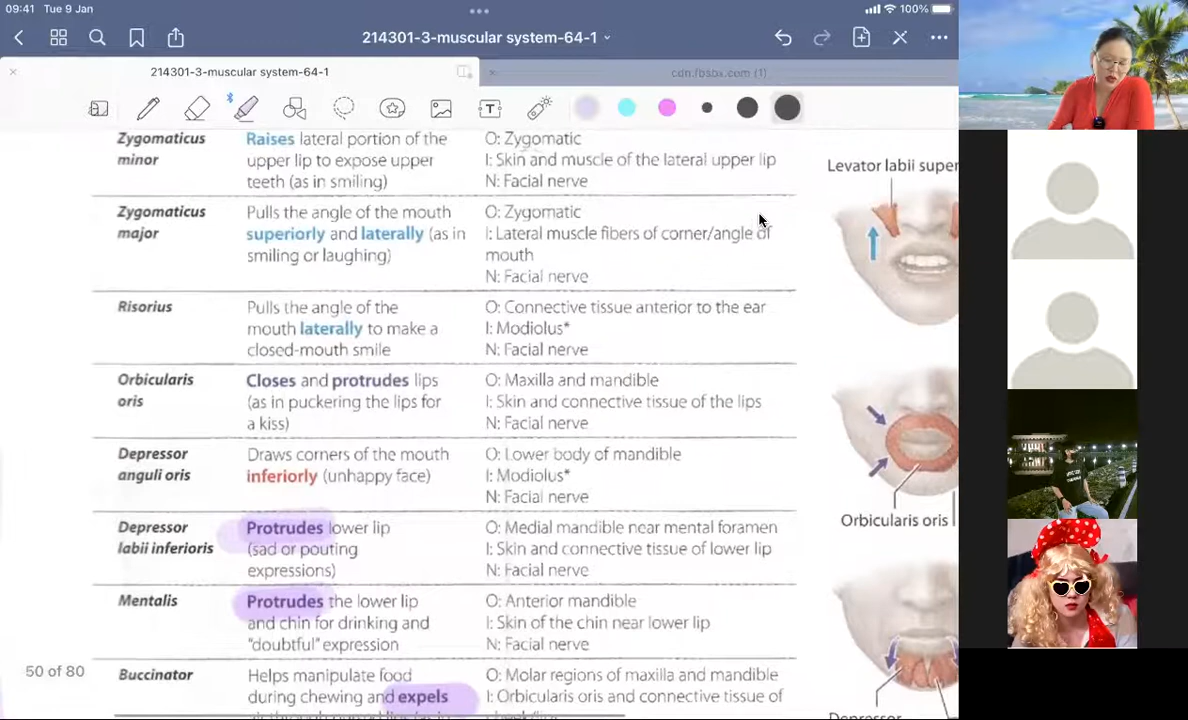 09:41 Tue 9 Jan
100%
214301-3-muscular system-64-1
214301-3-muscular system-64-1
cdn.fbsbx.com (1)
Zygomaticus
minor
Raises lateral portion of the
upper lip to expose upper
teeth (as in smiling)
O: Zygomatic
I: Skin and muscle of the lateral upper lip
N: Facial nerve
Levator labii super
Zygomaticus
major
Pulls the angle of the mouth
superiorly and laterally (as in
smiling or laughing)
O: Zygomatic
I: Lateral muscle fibers of corner/angle of
mouth
N: Facial nerve
Risorius
Pulls the angle of the
mouth laterally to make a
closed-mouth smile
O: Connective tissue anterior to the ear
I: Modiolus*
N: Facial nerve
Orbicularis
oris
Closes and protrudes lips
(as in puckering the lips for
a kiss)
O: Maxilla and mandible
I: Skin and connective tissue of the lips
N: Facial nerve
Depressor
anguli oris
Draws corners of the mouth
inferiorly (unhappy face)
O: Lower body of mandible
I: Modiolus*
N: Facial nerve
Orbicularis oris
Depressor
labii inferioris
Protrudes lower lip
(sad or pouting
expressions)
O: Medial mandible near mental foramen
I: Skin and connective tissue of lower lip
N: Facial nerve
Mentalis
Protrudes the lower lip
and chin for drinking and
"doubtful" expression
O: Anterior mandible
I: Skin of the chin near lower lip
N: Facial nerve
50 of 80
Buccinator
Helps manipulate food
during chewing and expels
O: Molar regions of maxilla and mandible
I: Orbicularis oris and connective tissue of
Depressor